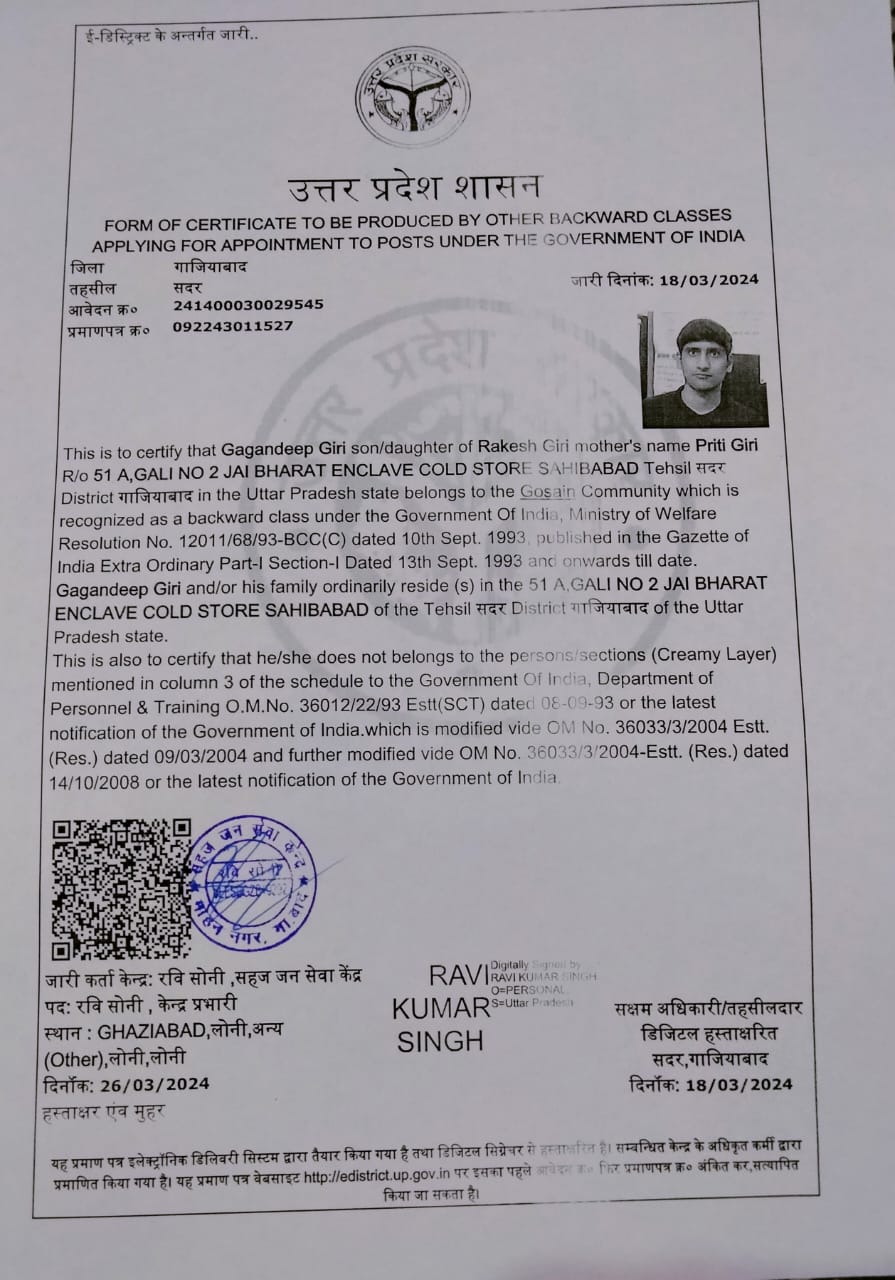 ई-डिस्ट्रिक्ट के अन्तर्गत जारी..
उत्तर प्रदेश सरकार
उत्तर प्रदेश शासन
FORM OF CERTIFICATE TO BE PRODUCED BY OTHER BACKWARD CLASSES
APPLYING FOR APPOINTMENT TO POSTS UNDER THE GOVERNMENT OF INDIA
जिला गाजियाबाद
तहसील सदर
जारी दिनांक: 18/03/2024
आवेदन क्र० 241400030029545
प्रमाणपत्र क्र० 092243011527
This is to certify that Gagandeep Giri son/daughter of Rakesh Giri mother's name Priti Giri
R/o 51 A,GALI NO 2 JAI BHARAT ENCLAVE COLD STORE SAHIBABAD Tehsil सदर
District गाजियाबाद in the Uttar Pradesh state belongs to the Gosain Community which is
recognized as a backward class under the Government Of India, Ministry of Welfare
Resolution No. 12011/68/93-BCC(C) dated 10th Sept. 1993, published in the Gazette of
India Extra Ordinary Part-I Section-I Dated 13th Sept. 1993 and onwards till date.
Gagandeep Giri and/or his family ordinarily reside (s) in the 51 A,GALI NO 2 JAI BHARAT
ENCLAVE COLD STORE SAHIBABAD of the Tehsil सदर District गाजियाबाद of the Uttar
Pradesh state.
This is also to certify that he/she does not belongs to the persons/sections (Creamy Layer)
mentioned in column 3 of the schedule to the Government Of India, Department of
Personnel & Training O.M.No. 36012/22/93 Estt(SCT) dated 08-09-93 or the latest
notification of the Government of India.which is modified vide OM No. 36033/3/2004 Estt.
(Res.) dated 09/03/2004 and further modified vide OM No. 36033/3/2004-Estt. (Res.) dated
14/10/2008 or the latest notification of the Government of India.
सहज जन सेवा केन्द्र
रवि सोनी
मोहन नगर, गा.बाद
जारी कर्ता केन्द्र: रवि सोनी ,सहज जन सेवा केंद्र
पद: रवि सोनी , केन्द्र प्रभारी
स्थान : GHAZIABAD,लोनी,अन्य
(Other),लोनी,लोनी
दिनॉंक: 26/03/2024
हस्ताक्षर एंव मुहर
RAVI
KUMAR
SINGH
Digitally Signed by
RAVI KUMAR SINGH
O=PERSONAL
S=Uttar Pradesh
सक्षम अधिकारी/तहसीलदार
डिजिटल हस्ताक्षरित
सदर,गाजियाबाद
दिनॉंक: 18/03/2024
यह प्रमाण पत्र इलेक्ट्रॉनिक डिलिवरी सिस्टम द्वारा तैयार किया गया है तथा डिजिटल सिग्नेचर से हस्ताक्षरित है। सम्बन्धित केन्द्र के अधिकृत कर्मी द्वारा
प्रमाणित किया गया है। यह प्रमाण पत्र वेबसाइट http://edistrict.up.gov.in पर इसका पहले आवेदन क्र० फिर प्रमाणपत्र क्र० अंकित कर,सत्यापित
किया जा सकता है।